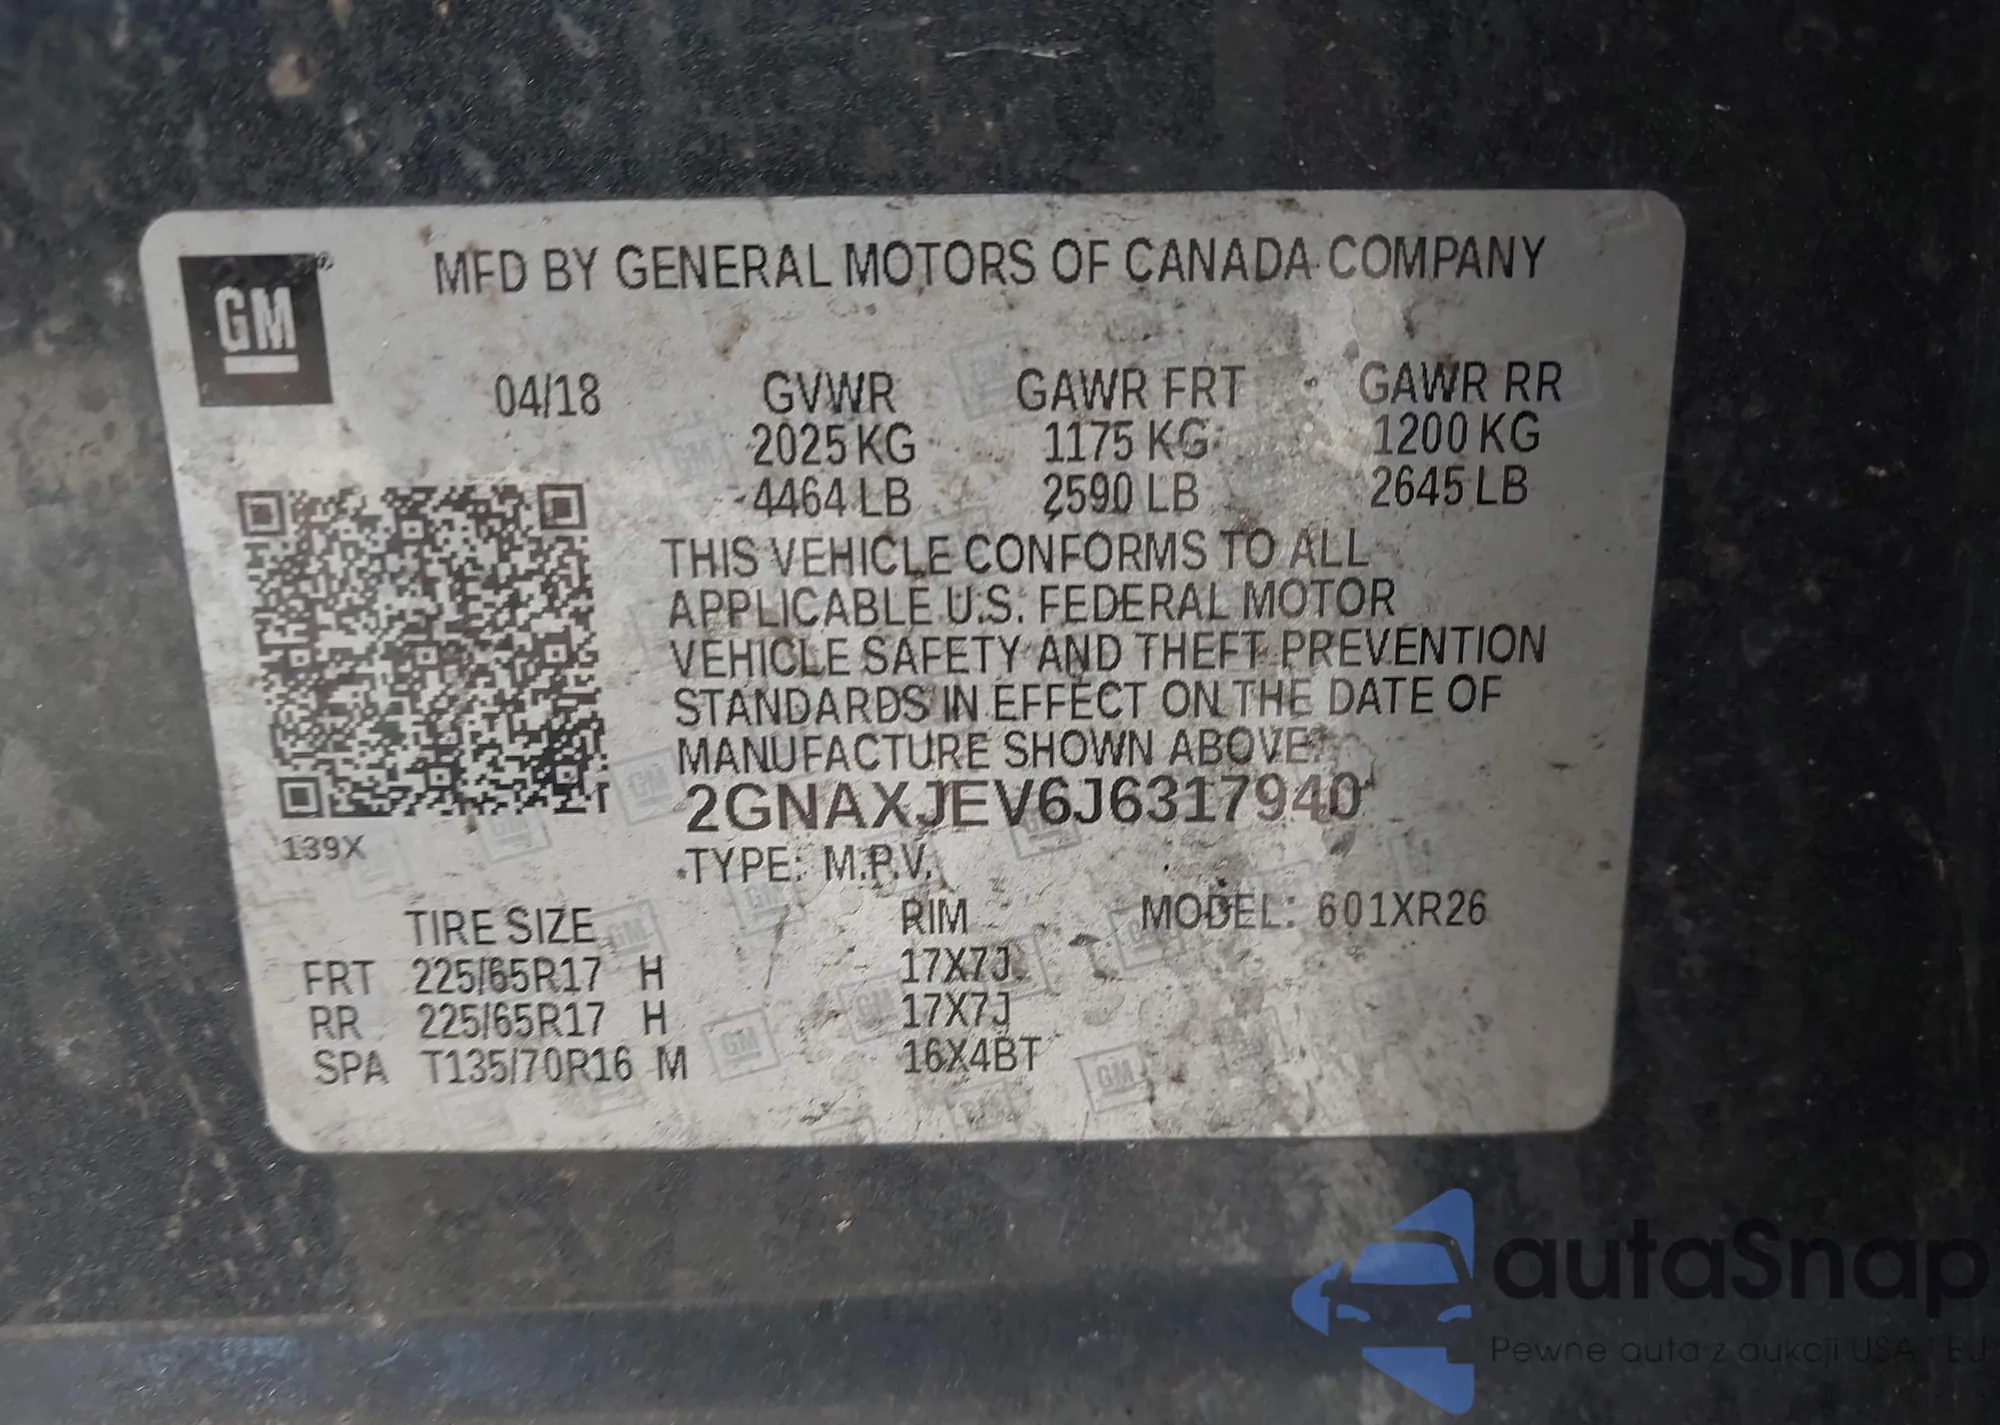 GM
MFD BY GENERAL MOTORS OF CANADA COMPANY
04/18 GVWR GAWR FRT GAWR RR
2025 KG 1175 KG 1200 KG
4464 LB 2590 LB 2645 LB
THIS VEHICLE CONFORMS TO ALL
APPLICABLE U.S. FEDERAL MOTOR
VEHICLE SAFETY AND THEFT PREVENTION
STANDARDS IN EFFECT ON THE DATE OF
MANUFACTURE SHOWN ABOVE.
2GNAXJEV6J6317940
139X
TYPE: M.P.V.
TIRE SIZE RIM MODEL: 601XR26
FRT 225/65R17 H 17X7J
RR 225/65R17 H 17X7J
SPA T135/70R16 M 16X4BT
autaSnap
Pewne auta z aukcji USA i EU